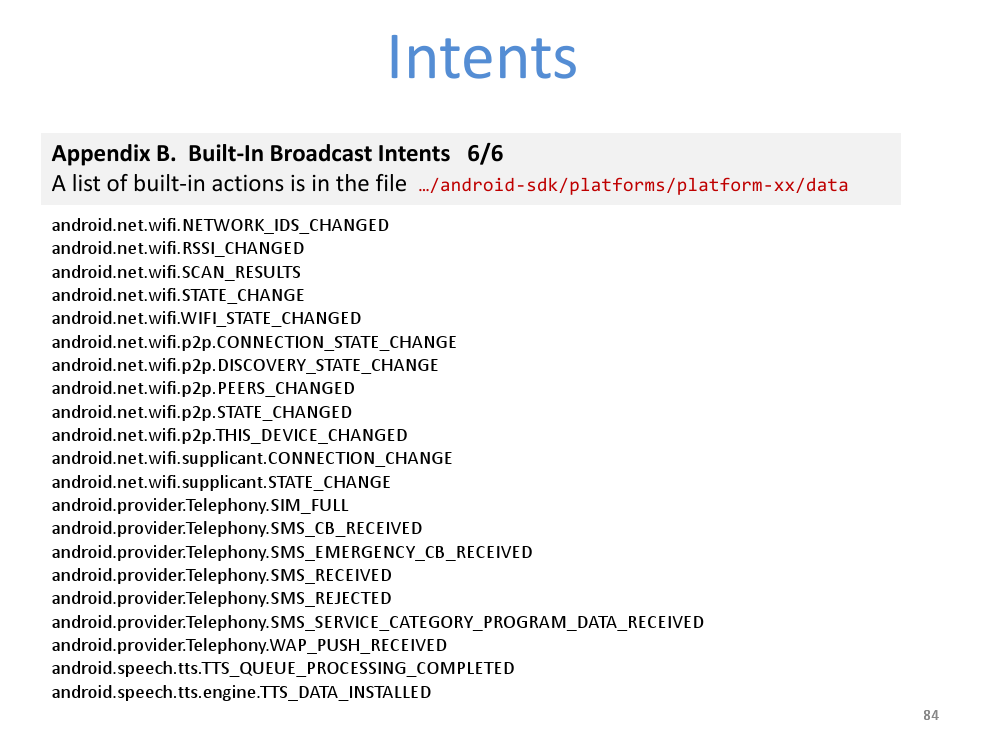 Intents
Appendix B.  Built-In Broadcast Intents   6/6
A list of built-in actions is in the file  …/android-sdk/platforms/platform-xx/data
android.net.wifi.NETWORK_IDS_CHANGED
android.net.wifi.RSSI_CHANGED
android.net.wifi.SCAN_RESULTS
android.net.wifi.STATE_CHANGE
android.net.wifi.WIFI_STATE_CHANGED
android.net.wifi.p2p.CONNECTION_STATE_CHANGE
android.net.wifi.p2p.DISCOVERY_STATE_CHANGE
android.net.wifi.p2p.PEERS_CHANGED
android.net.wifi.p2p.STATE_CHANGED
android.net.wifi.p2p.THIS_DEVICE_CHANGED
android.net.wifi.supplicant.CONNECTION_CHANGE
android.net.wifi.supplicant.STATE_CHANGE
android.provider.Telephony.SIM_FULL
android.provider.Telephony.SMS_CB_RECEIVED
android.provider.Telephony.SMS_EMERGENCY_CB_RECEIVED
android.provider.Telephony.SMS_RECEIVED
android.provider.Telephony.SMS_REJECTED
android.provider.Telephony.SMS_SERVICE_CATEGORY_PROGRAM_DATA_RECEIVED
android.provider.Telephony.WAP_PUSH_RECEIVED
android.speech.tts.TTS_QUEUE_PROCESSING_COMPLETED
android.speech.tts.engine.TTS_DATA_INSTALLED
84